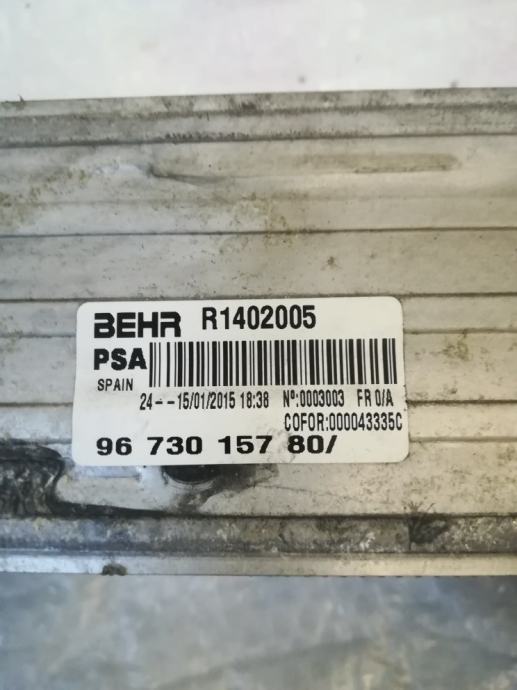 BEHR R1402005
PSA
SPAIN
24---15/01/2015 18:38 Nº:0003003 FR 0/A
COFOR:000043335C
96 730 157 80/